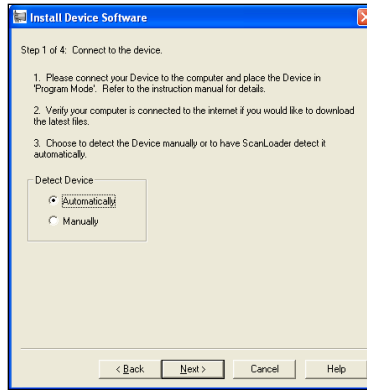 Install Device Software
Step 1 of 4: Connect to the device.
1. Please connect your Device to the computer and place the Device in
'Program Mode'. Refer to the instruction manual for details.
2. Verify your computer is connected to the internet if you would like to download
the latest files.
3. Choose to detect the Device manually or to have ScanLoader detect it
automatically.
Detect Device
Automatically
Manually
< Back
Next >
Cancel
Help